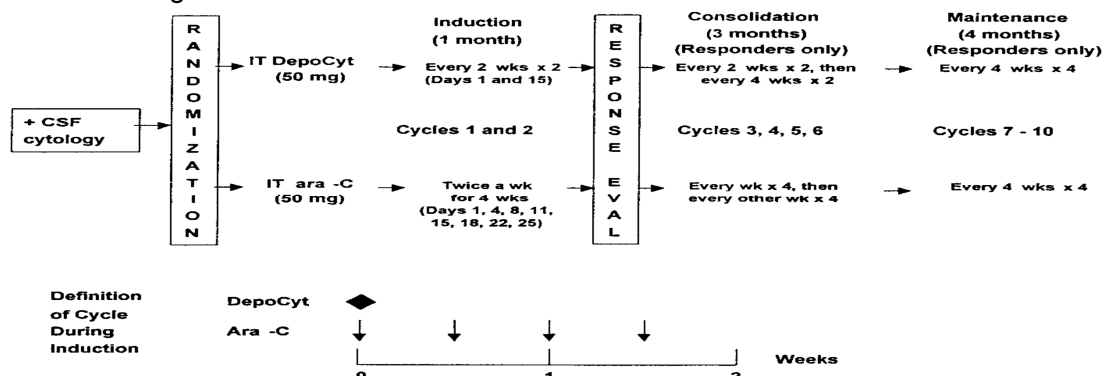 Induction
(1 month)
Consolidation
(3 months)
(Responders only)
Maintenance
(4 months)
(Responders only)
+ CSF
cytology
RANDOMIZATION
IT DepoCyt
(50 mg)
Every 2 wks x 2
(Days 1 and 15)
RESPONSE EVAL
Every 2 wks x 2, then
every 4 wks x 2
Every 4 wks x 4
Cycles 1 and 2
Cycles 3, 4, 5, 6
Cycles 7 - 10
IT ara -C
(50 mg)
Twice a wk
for 4 wks
(Days 1, 4, 8, 11,
15, 18, 22, 25)
Every wk x 4, then
every other wk x 4
Every 4 wks x 4
Definition
of Cycle
During
Induction
DepoCyt
Ara -C
Weeks
0 1 2